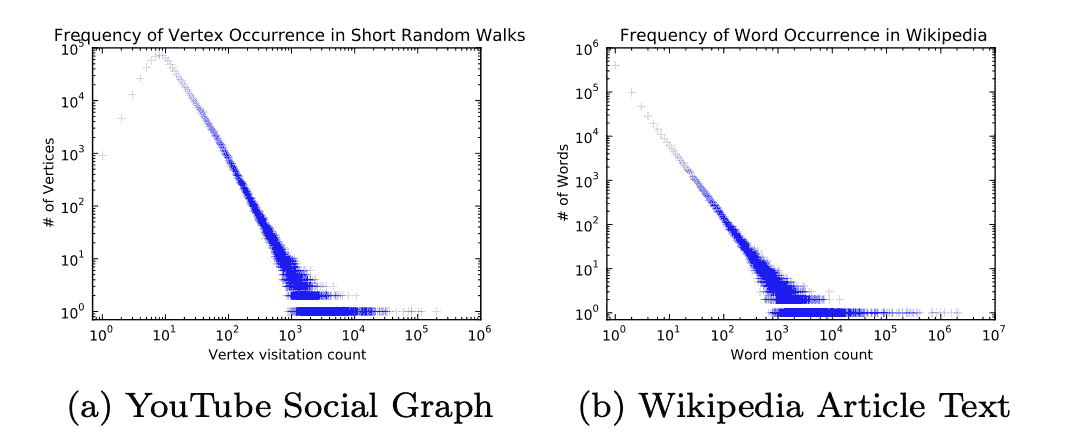 Frequency of Vertex Occurrence in Short Random Walks
10^5
10^4
10^3
10^2
10^1
10^0
# of Vertices
10^0 10^1 10^2 10^3 10^4 10^5 10^6
Vertex visitation count
(a) YouTube Social Graph
Frequency of Word Occurrence in Wikipedia
10^6
10^5
10^4
10^3
10^2
10^1
10^0
# of Words
10^0 10^1 10^2 10^3 10^4 10^5 10^6 10^7
Word mention count
(b) Wikipedia Article Text